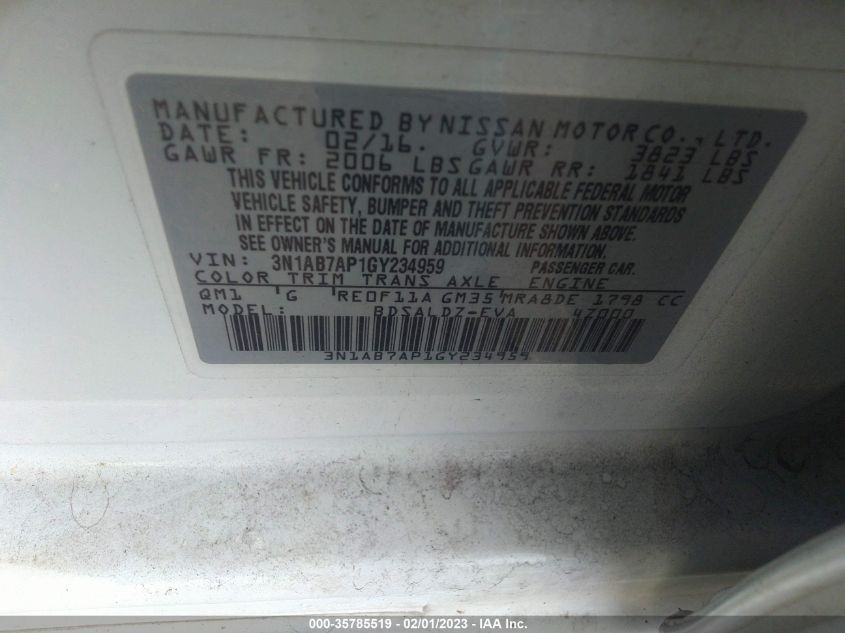 MANUFACTURED BY NISSAN MOTOR CO., LTD.
DATE: 02/16. GVWR: 3823 LBS
GAWR FR: 2006 LBS GAWR RR: 1841 LBS
THIS VEHICLE CONFORMS TO ALL APPLICABLE FEDERAL MOTOR
VEHICLE SAFETY, BUMPER AND THEFT PREVENTION STANDARDS
IN EFFECT ON THE DATE OF MANUFACTURE SHOWN ABOVE.
SEE OWNER'S MANUAL FOR ADDITIONAL INFORMATION.
VIN: 3N1AB7AP1GY234959 PASSENGER CAR.
COLOR TRIM TRANS AXLE ENGINE
QM1 G RE0F11A GM35 MRA8DE 1798 CC
MODEL: BDSALDZ-EVA 4Z000
3N1AB7AP1GY234959
000-35785519 - 02/01/2023 - IAA Inc.